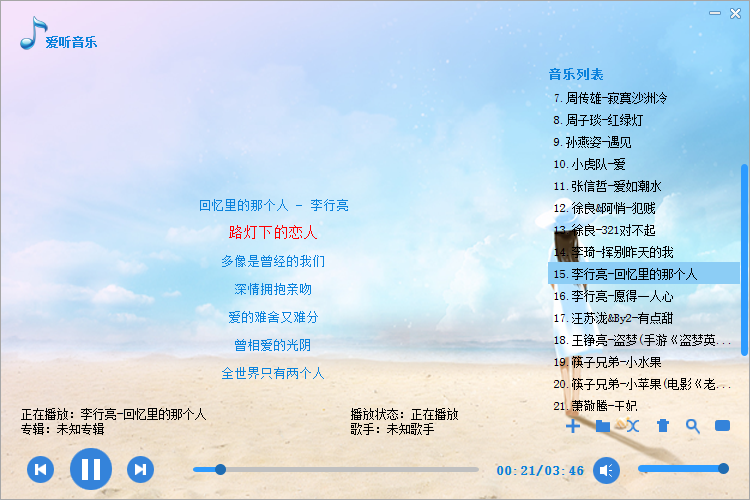 爱听音乐
音乐列表
7.周传雄-寂寞沙洲冷
8.周子琰-红绿灯
9.孙燕姿-遇见
10.小虎队-爱
11.张信哲-爱如潮水
12.徐良&阿悄-犯贱
13.徐良-321对不起
14.李琦-挥别昨天的我
15.李行亮-回忆里的那个人
16.李行亮-愿得一人心
17.汪苏泷&By2-有点甜
18.王铮亮-盗梦(手游《盗梦英...
19.筷子兄弟-小水果
20.筷子兄弟-小苹果(电影《老...
21.萧敬腾-王妃
回忆里的那个人 - 李行亮
路灯下的恋人
多像是曾经的我们
深情拥抱亲吻
爱的难舍又难分
曾相爱的光阴
全世界只有两个人
正在播放：李行亮-回忆里的那个人
专辑：未知专辑
播放状态：正在播放
歌手：未知歌手
00:21/03:46